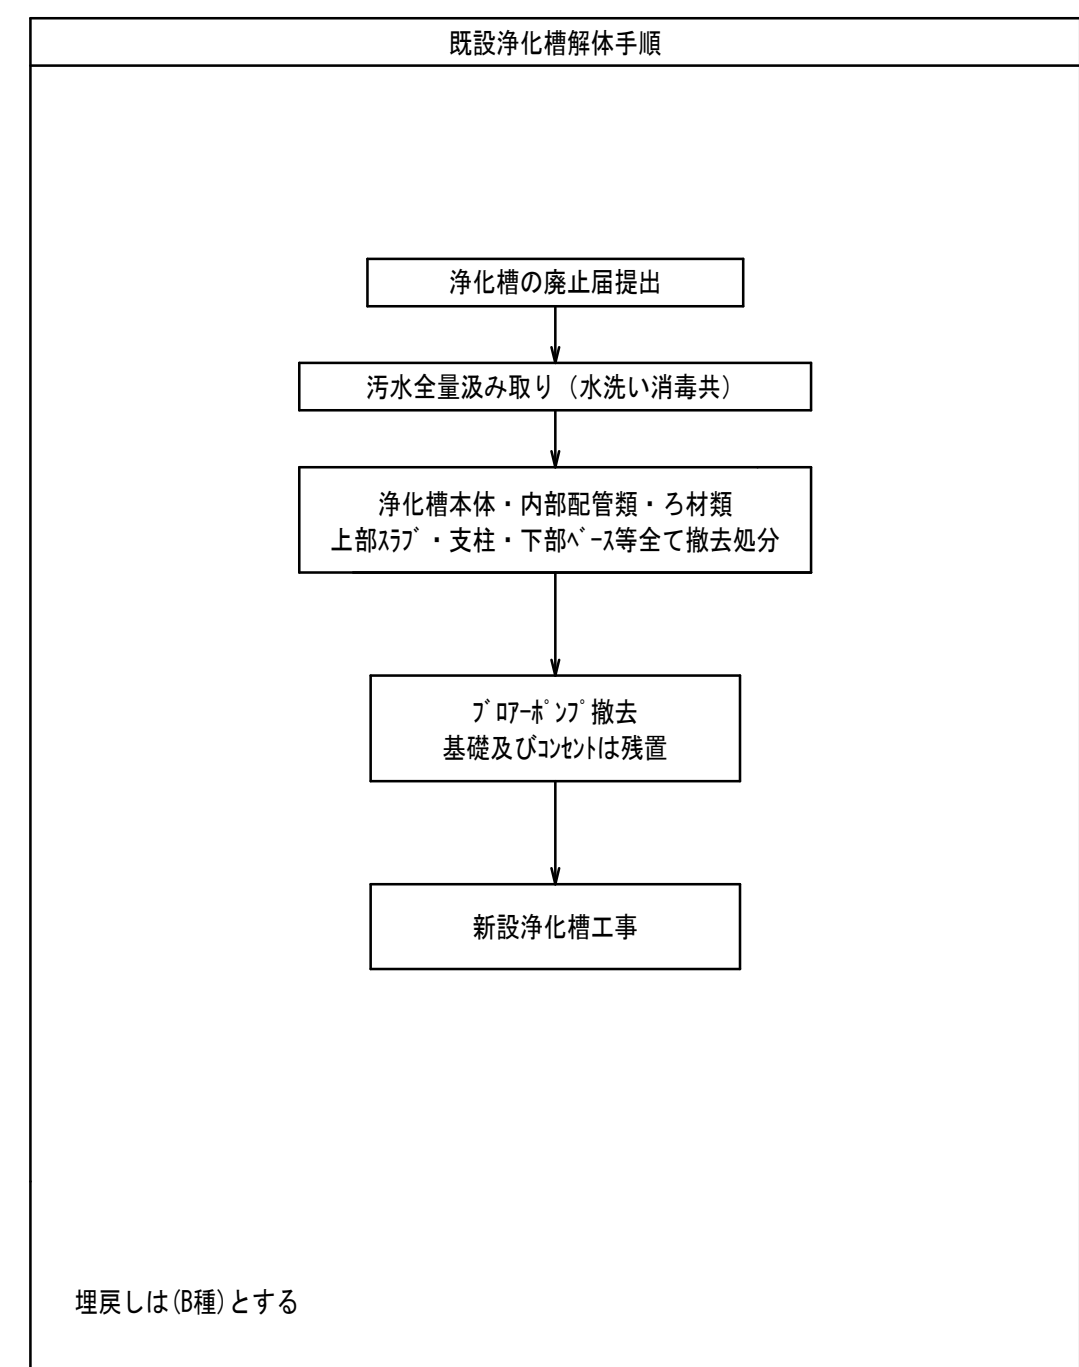 既設浄化槽解体手順
浄化槽の廃止届提出
汚水全量汲み取り（水洗い消毒共）
浄化槽本体・内部配管類・ろ材類
上部ｽﾗﾌﾞ・支柱・下部ﾍﾞｰｽ等全て撤去処分
ﾌﾞﾛｱｰﾎﾟﾝﾌﾟ撤去
基礎及びｺﾝｾﾝﾄは残置
新設浄化槽工事
埋戻しは(B種)とする